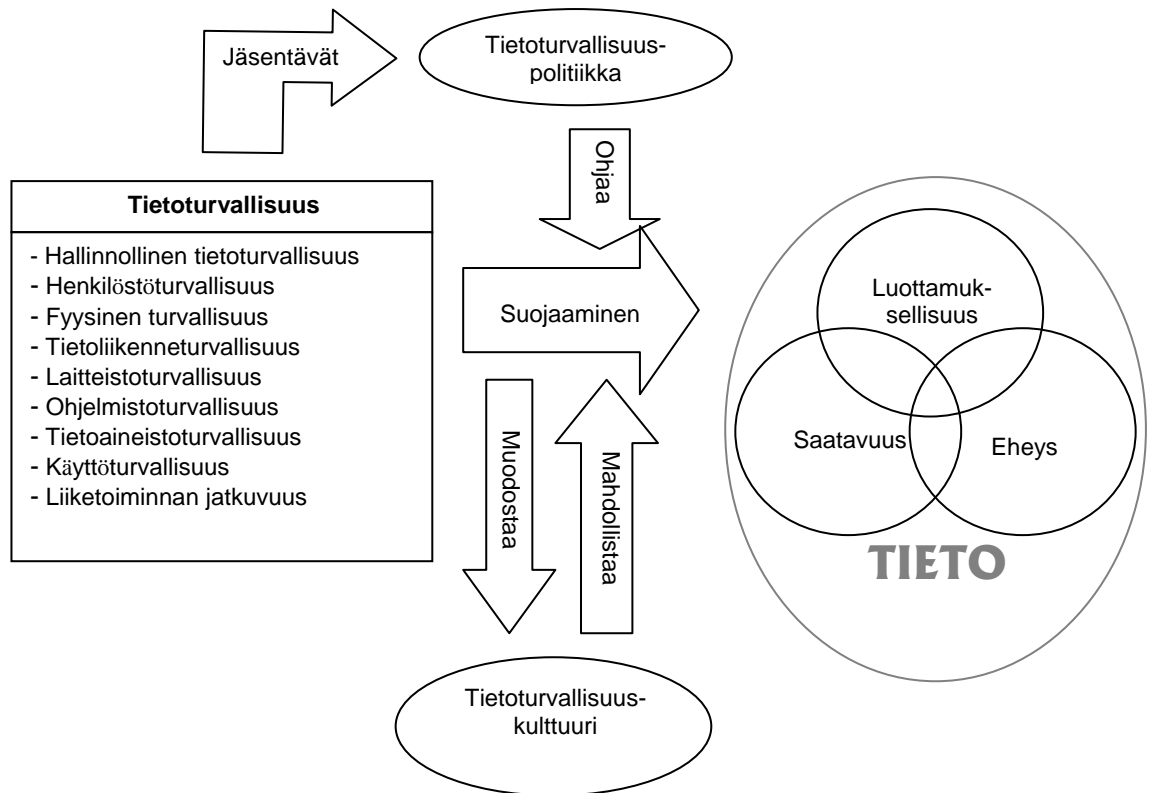 Jäsentävät
Tietoturvallisuus-
politiikka
Ohjaa
Tietoturvallisuus
- Hallinnollinen tietoturvallisuus
- Henkilöstöturvallisuus
- Fyysinen turvallisuus
- Tietoliikenneturvallisuus
- Laitteistoturvallisuus
- Ohjelmistoturvallisuus
- Tietoaineistoturvallisuus
- Käyttöturvallisuus
- Liiketoiminnan jatkuvuus
Suojaaminen
Muodostaa
Mahdollistaa
Tietoturvallisuus-
kulttuuri
Luottamuk-
sellisuus
Saatavuus
Eheys
TIETO